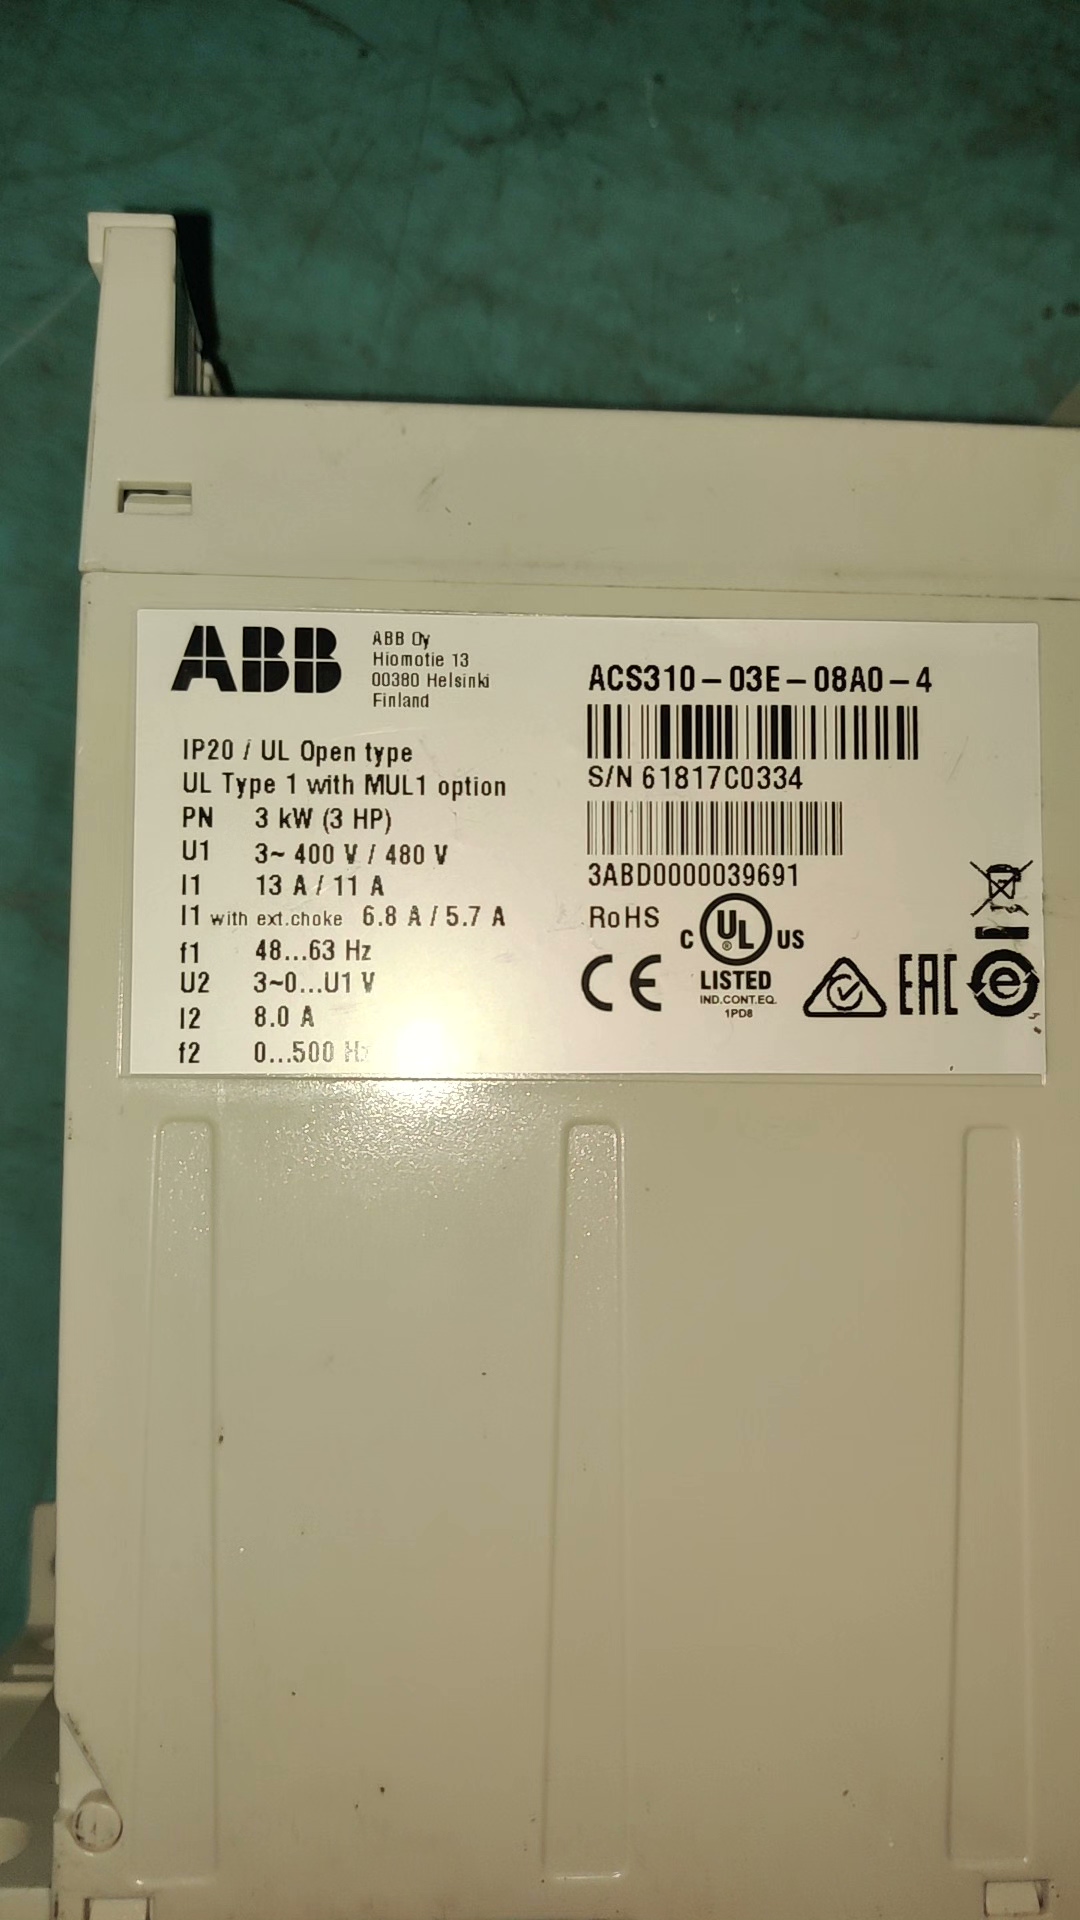 ABB
ABB Oy
Hiomotie 13
00380 Helsinki
Finland
IP20 / UL Open type
UL Type 1 with MUL1 option
PN 3 kW (3 HP)
U1 3~ 400 V / 480 V
I1 13 A / 11 A
I1 with ext.choke 6.8 A / 5.7 A
f1 48...63 Hz
U2 3~0...U1 V
I2 8.0 A
f2 0...500 Hz
ACS310-03E-08A0-4
S/N 61817C0334
3ABD0000039691
RoHS
C UL US
®
LISTED
IND.CONT.EQ.
1PD8
CE
EAC
e